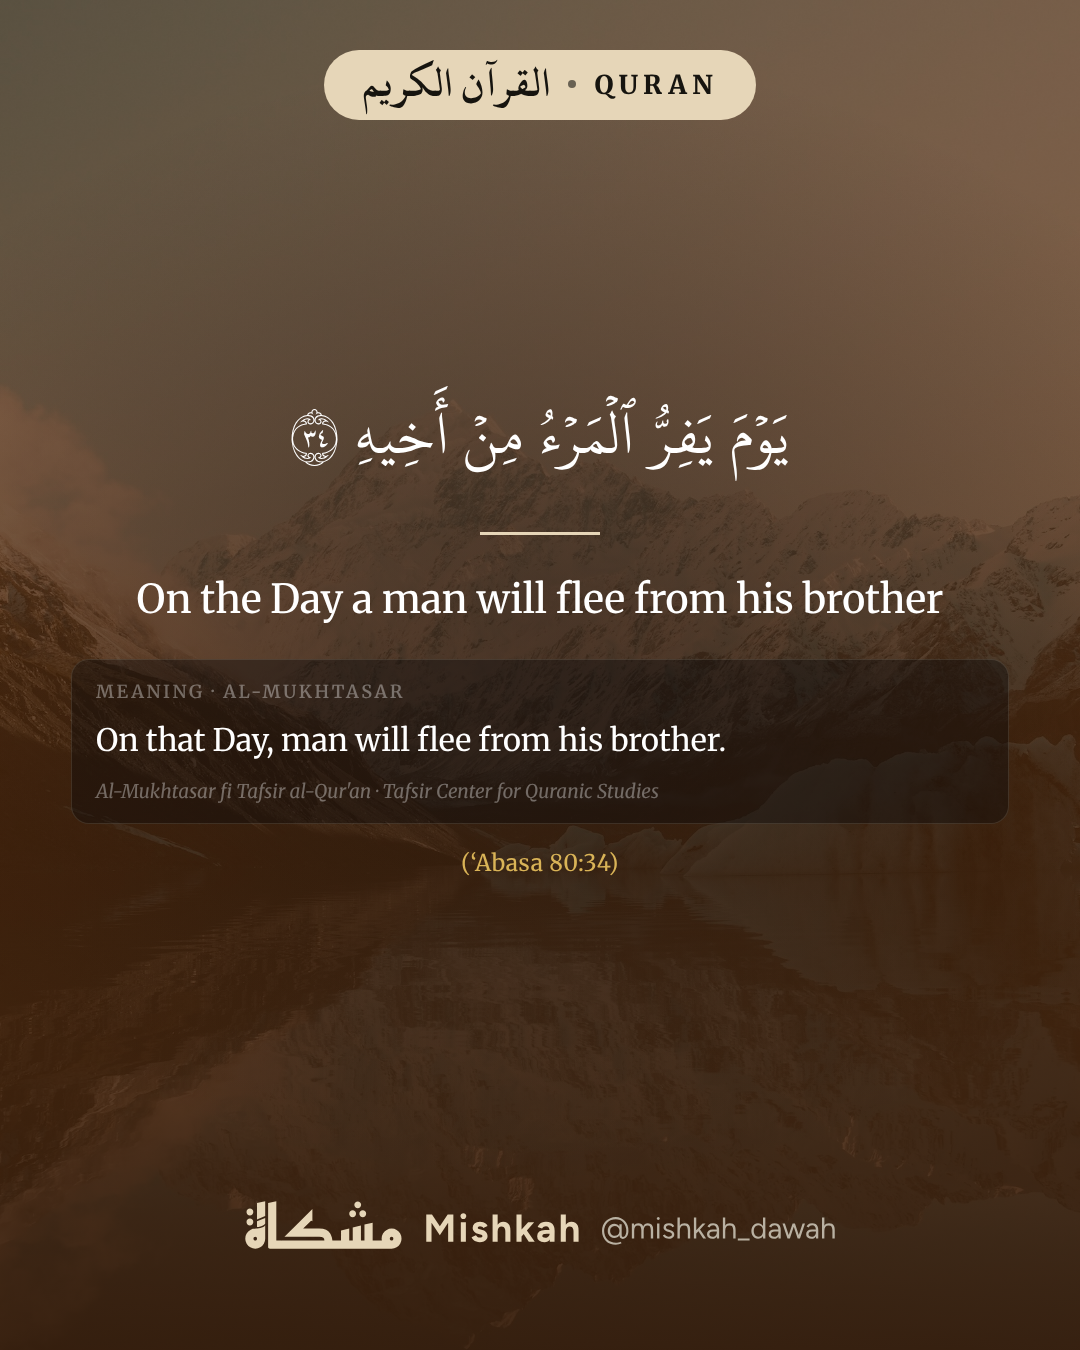 القرآن الكريم • QURAN
يَوْمَ يَفِرُّ ٱلْمَرْءُ مِنْ أَخِيهِ ٣٤
On the Day a man will flee from his brother
MEANING · AL-MUKHTASAR
On that Day, man will flee from his brother.
Al-Mukhtasar fi Tafsir al-Qur'an · Tafsir Center for Quranic Studies
(‘Abasa 80:34)
مشكاة Mishkah @mishkah_dawah